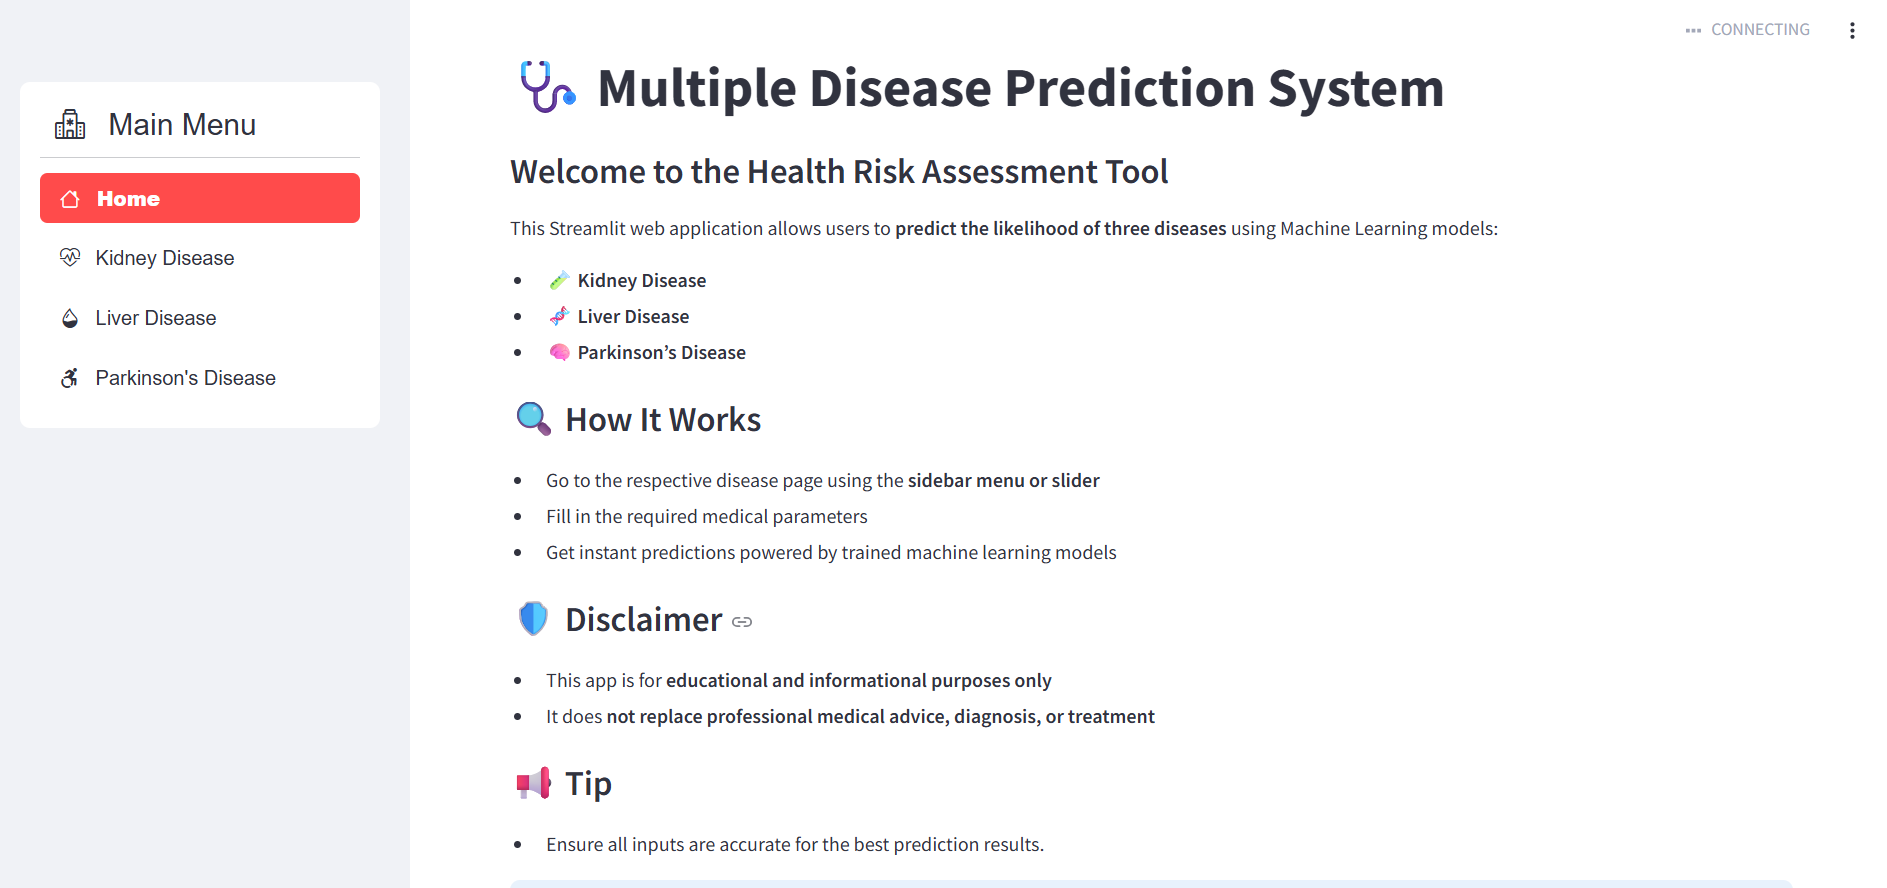 CONNECTING
Main Menu
Home
Kidney Disease
Liver Disease
Parkinson's Disease
Multiple Disease Prediction System
Welcome to the Health Risk Assessment Tool
This Streamlit web application allows users to predict the likelihood of three diseases using Machine Learning models:
Kidney Disease
Liver Disease
Parkinson’s Disease
How It Works
Go to the respective disease page using the sidebar menu or slider
Fill in the required medical parameters
Get instant predictions powered by trained machine learning models
Disclaimer
This app is for educational and informational purposes only
It does not replace professional medical advice, diagnosis, or treatment
Tip
Ensure all inputs are accurate for the best prediction results.